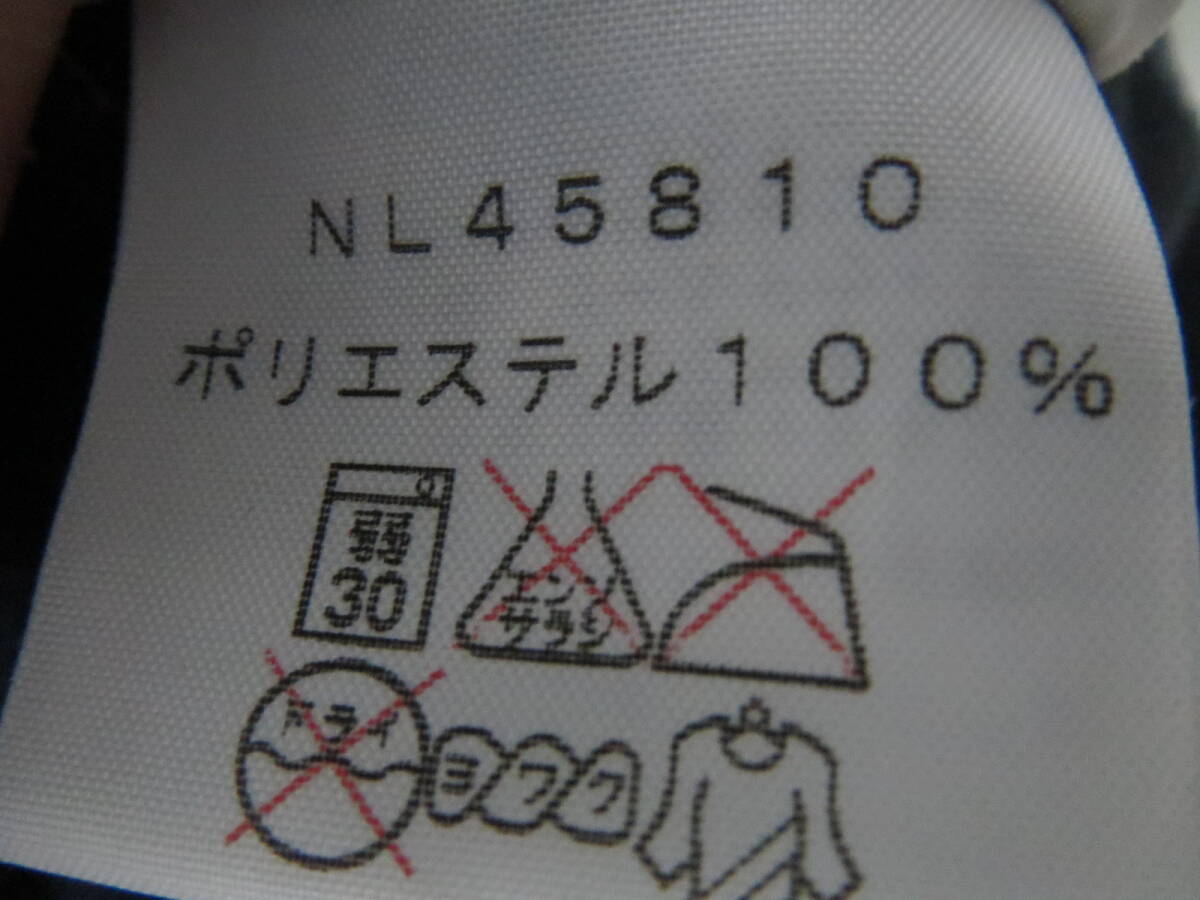 NL45810
ポリエステル100%
弱
30
エンソ
サラシ
ドライ
ヨワク